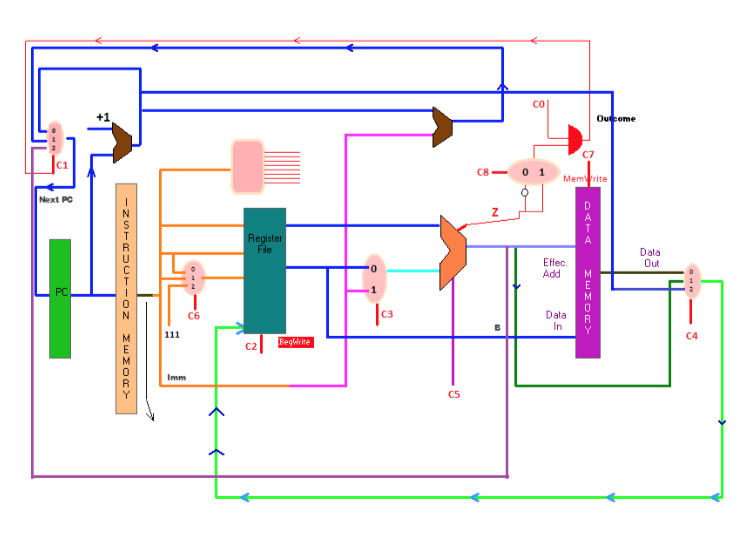 C0
Outcome
+1
0
1
2
C1
C7
C8
0 1
MemWrite
Next PC
INSTRUCTION MEMORY
Register
File
Z
DATA MEMORY
PC
0
1
2
C6
0
1
C3
Effec.
Add
Data
Out
0
1
2
111
C2
RegWrite
B
Data
In
C4
Imm
C5